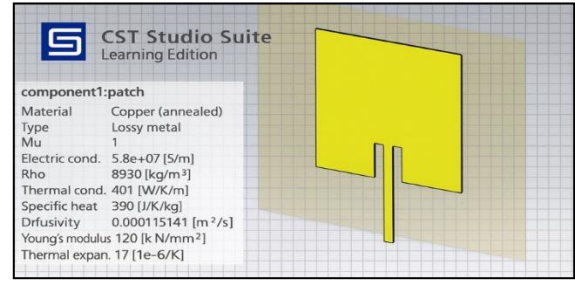 CST Studio Suite
Learning Edition
component1:patch
Material Copper (annealed)
Type Lossy metal
Mu 1
Electric cond. 5.8e+07 [S/m]
Rho 8930 [kg/m³]
Thermal cond. 401 [W/K/m]
Specific heat 390 [J/K/kg]
Drfusivity 0.000115141 [m²/s]
Young's modulus 120 [k N/mm²]
Thermal expan. 17 [1e-6/K]